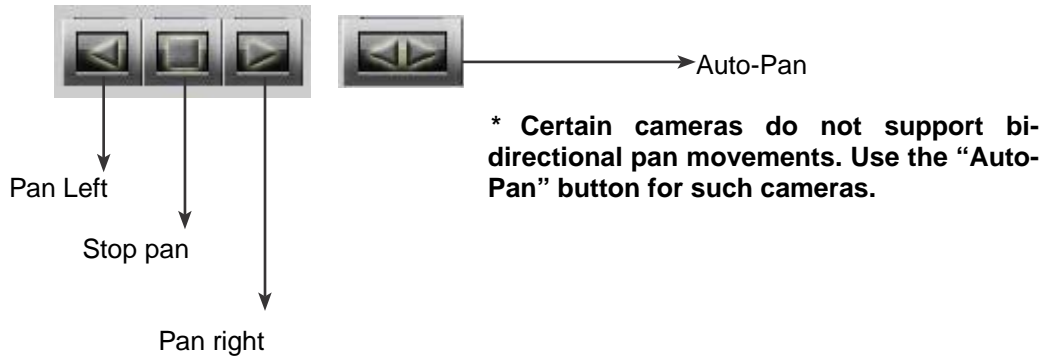 Auto-Pan
* Certain cameras do not support bi-
directional pan movements. Use the “Auto-
Pan” button for such cameras.
Pan Left
Stop pan
Pan right